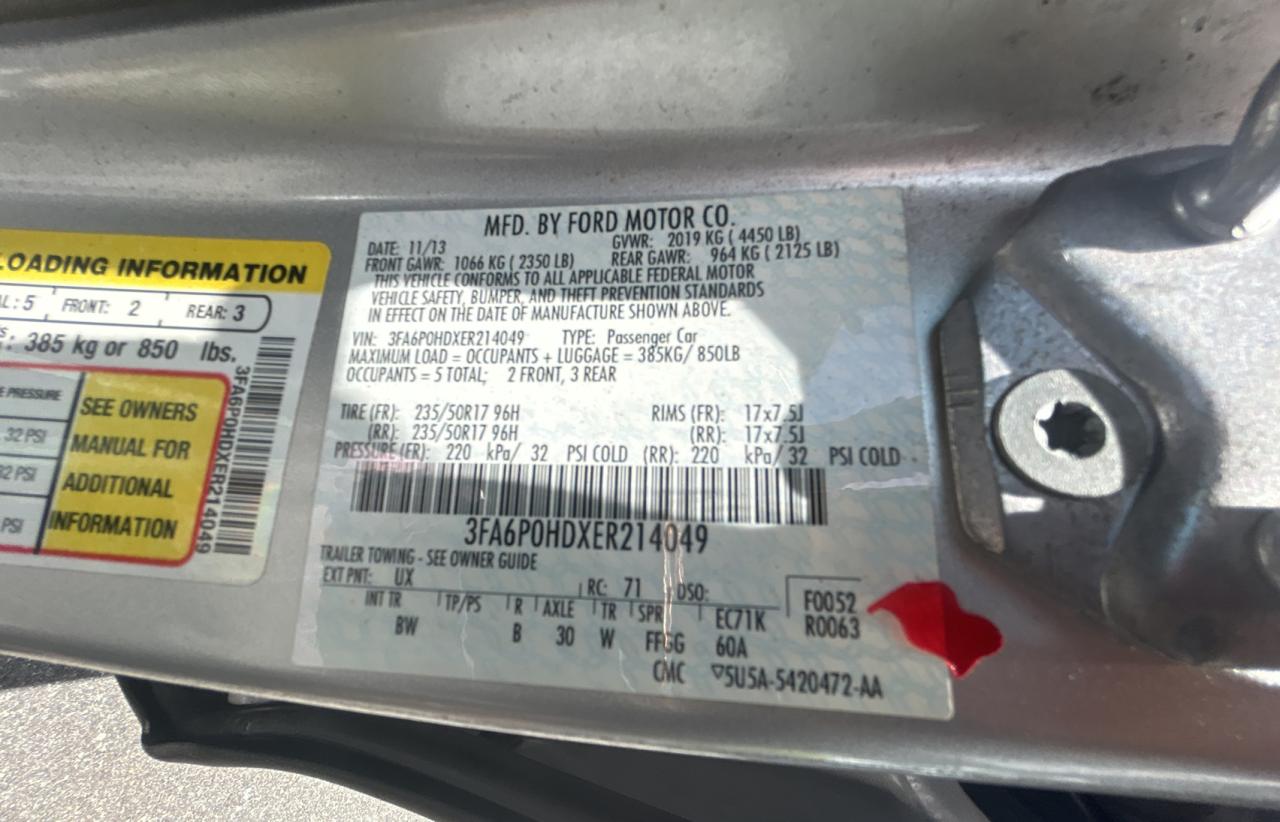 LOADING INFORMATION
AL: 5 FRONT: 2 REAR: 3
: 385 kg or 850 lbs.
E PRESSURE
32 PSI
32 PSI
PSI
SEE OWNERS
MANUAL FOR
ADDITIONAL
INFORMATION
3FA6P0HDXER214049
MFD. BY FORD MOTOR CO.
DATE: 11/13 GVWR: 2019 KG ( 4450 LB)
FRONT GAWR: 1066 KG ( 2350 LB) REAR GAWR: 964 KG ( 2125 LB)
THIS VEHICLE CONFORMS TO ALL APPLICABLE FEDERAL MOTOR
VEHICLE SAFETY, BUMPER, AND THEFT PREVENTION STANDARDS
IN EFFECT ON THE DATE OF MANUFACTURE SHOWN ABOVE.
VIN: 3FA6P0HDXER214049 TYPE: Passenger Car
MAXIMUM LOAD = OCCUPANTS + LUGGAGE = 385KG/ 850LB
OCCUPANTS = 5 TOTAL; 2 FRONT, 3 REAR
TIRE (FR): 235/50R17 96H RIMS (FR): 17x7.5J
(RR): 235/50R17 96H (RR): 17x7.5J
PRESSURE (FR): 220 kPa/ 32 PSI COLD (RR): 220 kPa/ 32 PSI COLD
3FA6P0HDXER214049
TRAILER TOWING - SEE OWNER GUIDE
EXT PNT: UX RC: 71 DSO:
INT TR TP/PS R AXLE TR SPR EC71K F0052
BW B 30 W FFGG 60A R0063
CMC ▽5U5A-5420472-AA